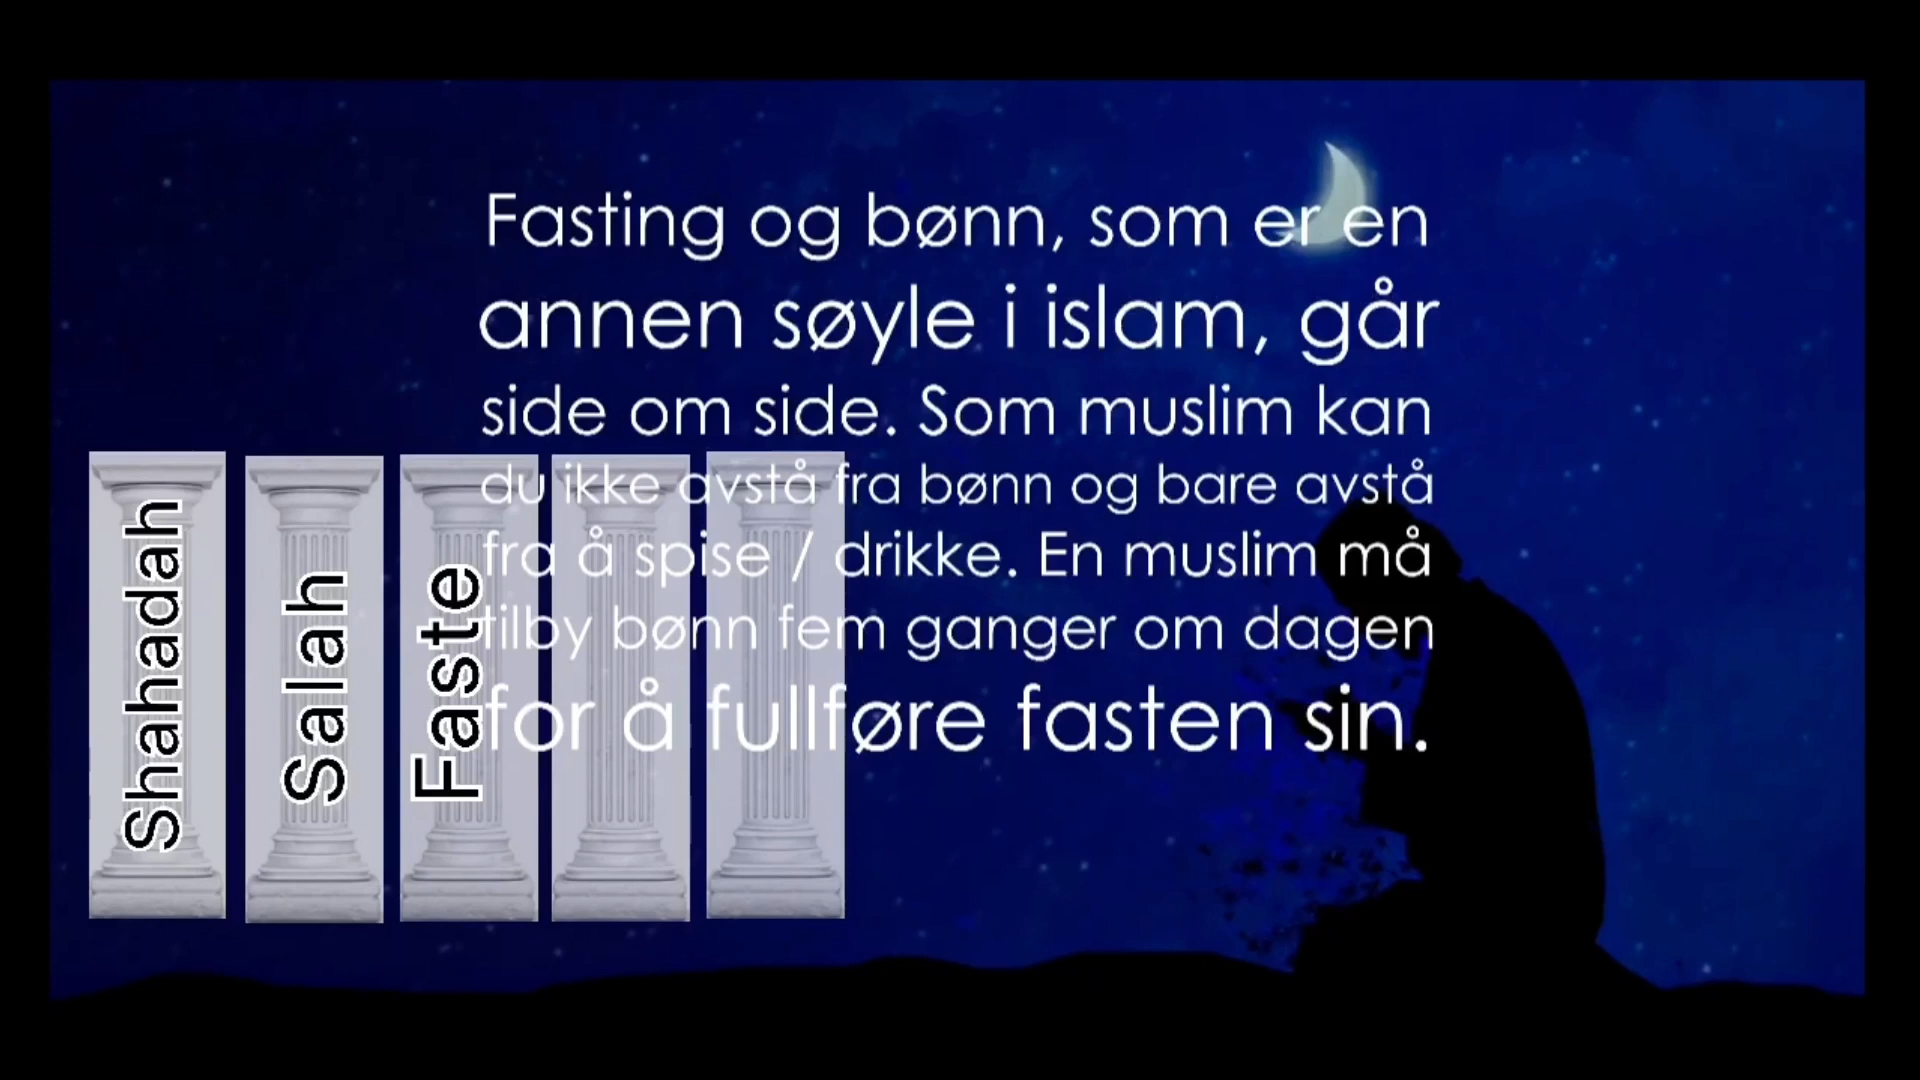 Fasting og bønn, som er en
annen søyle i islam, går
side om side. Som muslim kan
du ikke avstå fra bønn og bare avstå
fra å spise / drikke. En muslim må
tilby bønn fem ganger om dagen
for å fullføre fasten sin.
Shahadah
Salah
Faste